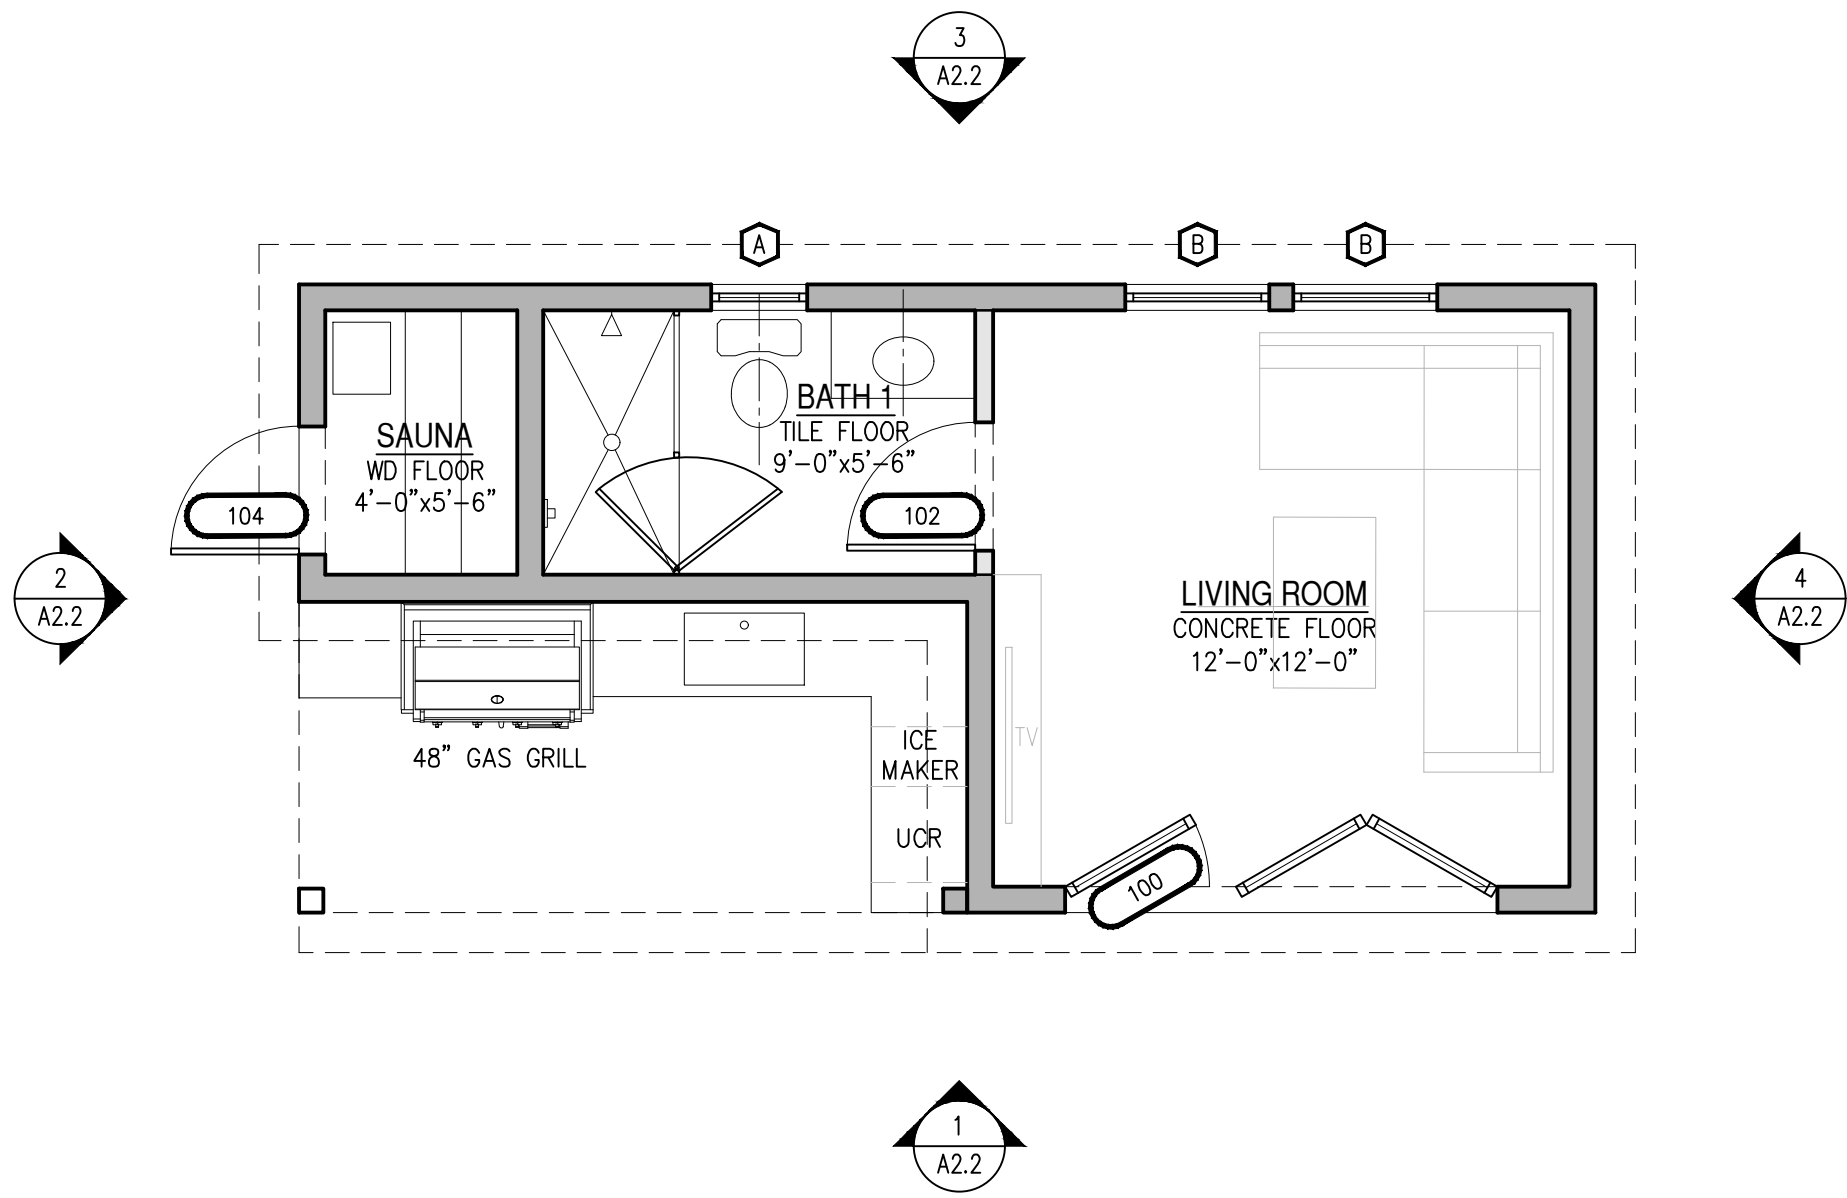 3
A2.2
A
B
B
BATH 1
TILE FLOOR
9'-0"x5'-6"
SAUNA
WD FLOOR
4'-0"x5'-6"
104
102
2
A2.2
4
A2.2
LIVING ROOM
CONCRETE FLOOR
12'-0"x12'-0"
TV
ICE
MAKER
48" GAS GRILL
UCR
100
1
A2.2